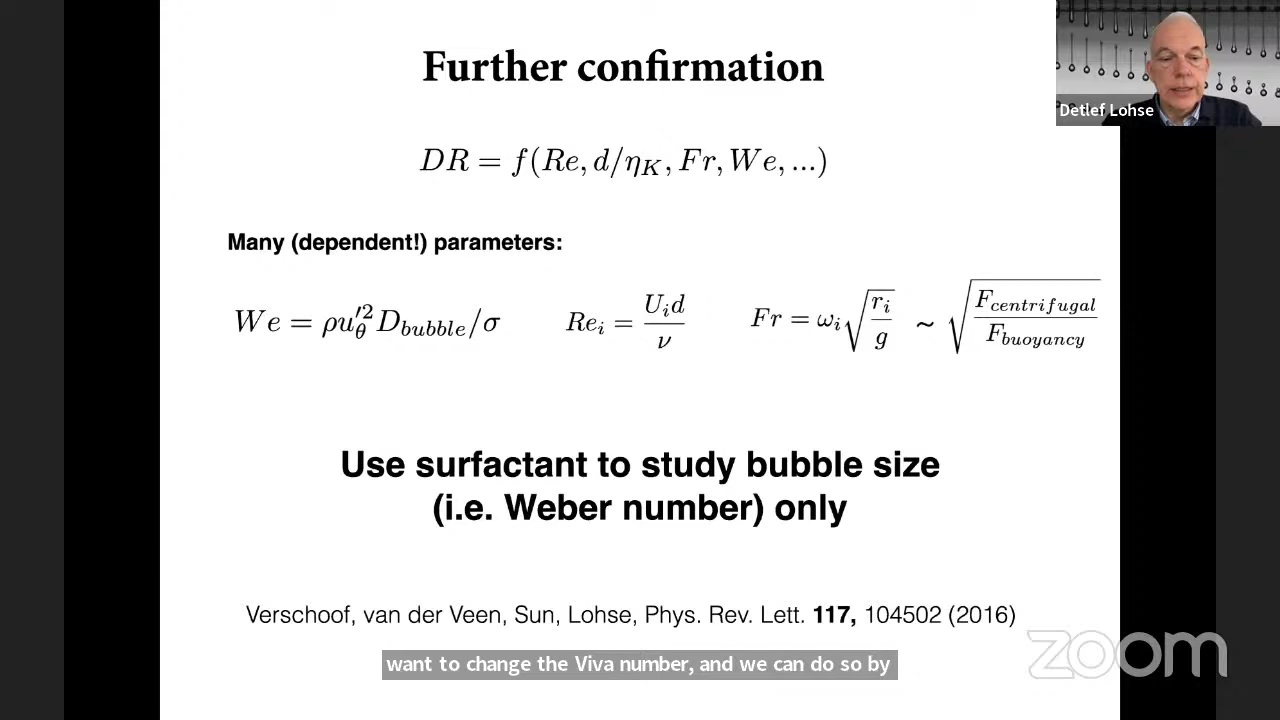 Further confirmation
Detlef Lohse
DR = f(Re, d/η_K, Fr, We, ...)
Many (dependent!) parameters:
We = ρu′²_θ D_bubble/σ Re_i = U_i d/ν Fr = ω_i √(r_i/g) ~ √(F_centrifugal/F_buoyancy)
Use surfactant to study bubble size
(i.e. Weber number) only
Verschoof, van der Veen, Sun, Lohse, Phys. Rev. Lett. 117, 104502 (2016)
want to change the Viva number, and we can do so by
zoom